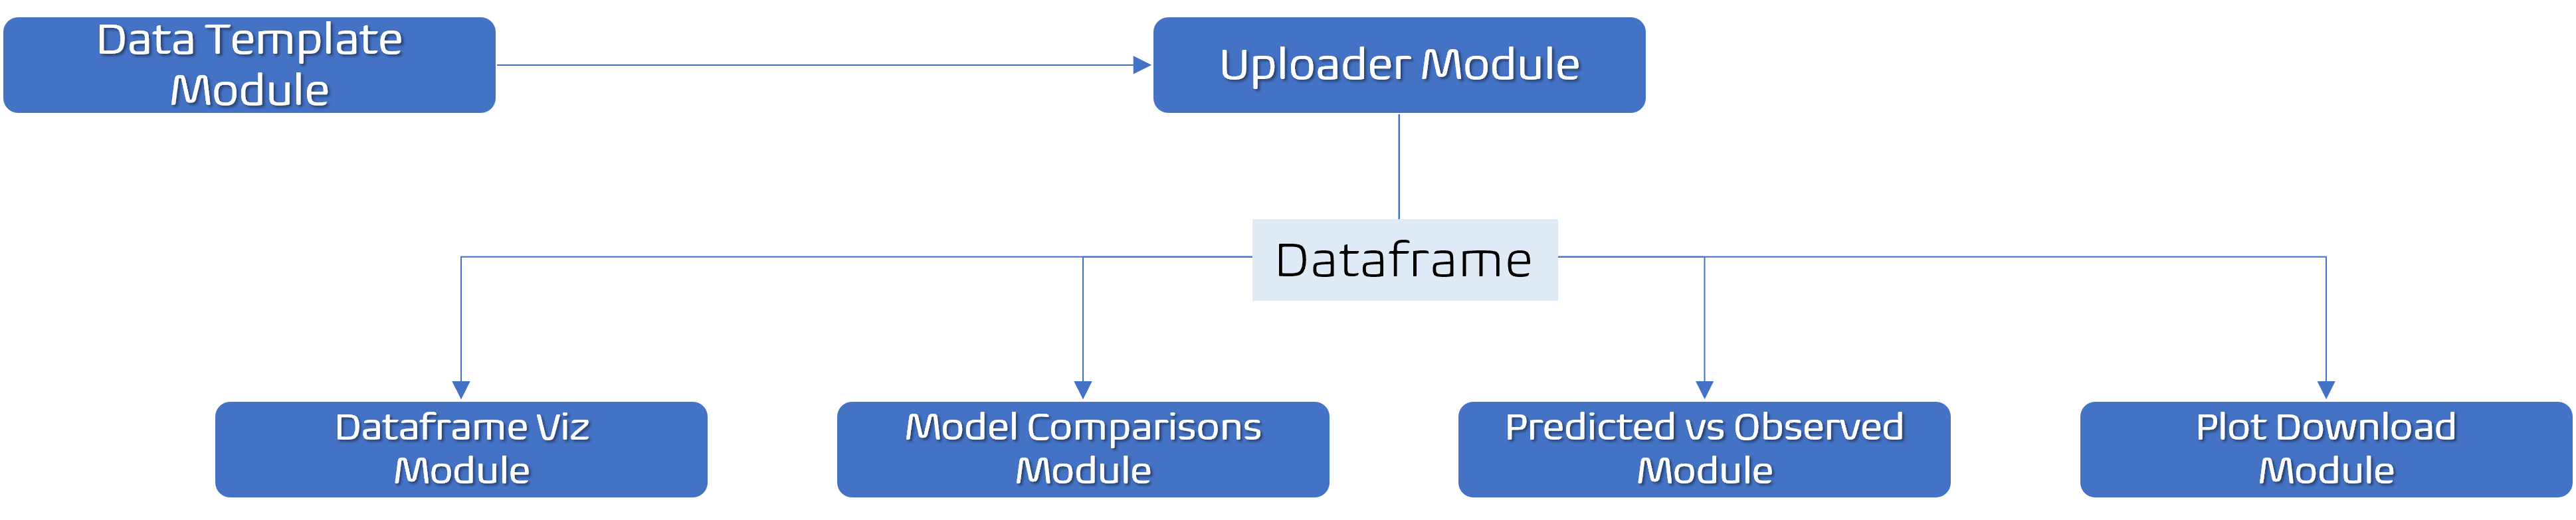 Data Template
Module
Uploader Module
Dataframe
Dataframe Viz
Module
Model Comparisons
Module
Predicted vs Observed
Module
Plot Download
Module